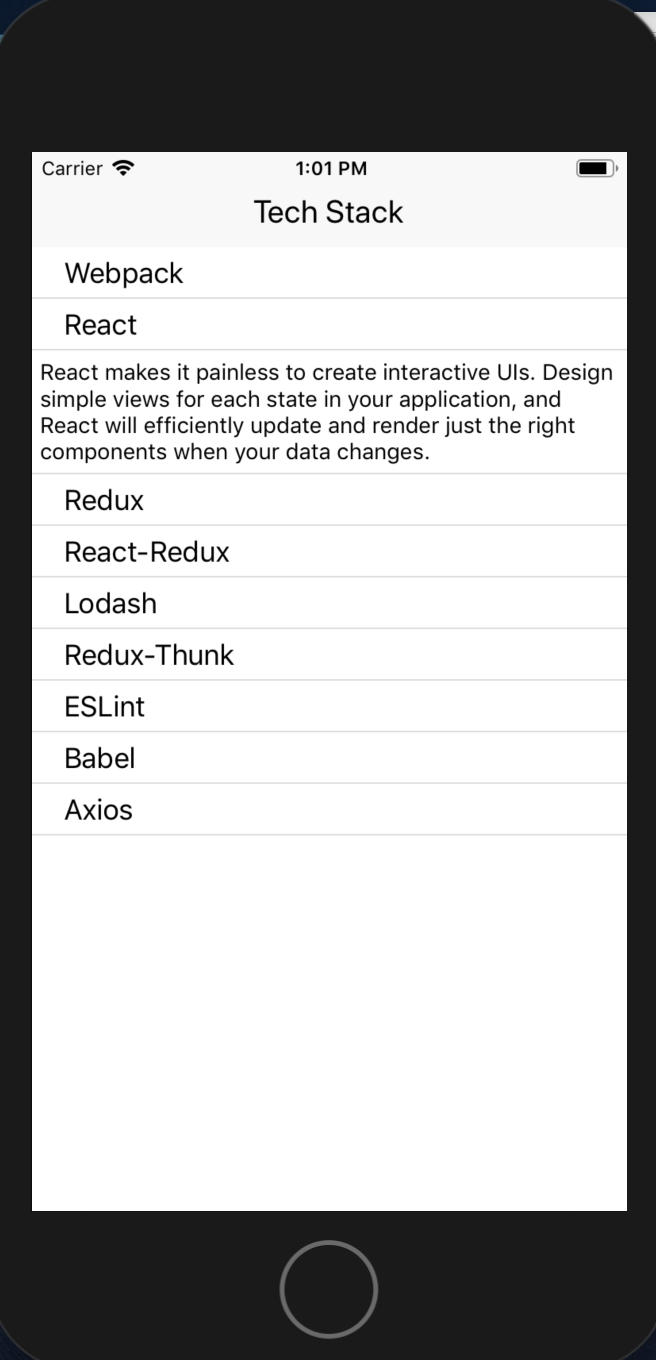 Carrier 1:01 PM
Tech Stack
Webpack
React
React makes it painless to create interactive UIs. Design
simple views for each state in your application, and
React will efficiently update and render just the right
components when your data changes.
Redux
React-Redux
Lodash
Redux-Thunk
ESLint
Babel
Axios